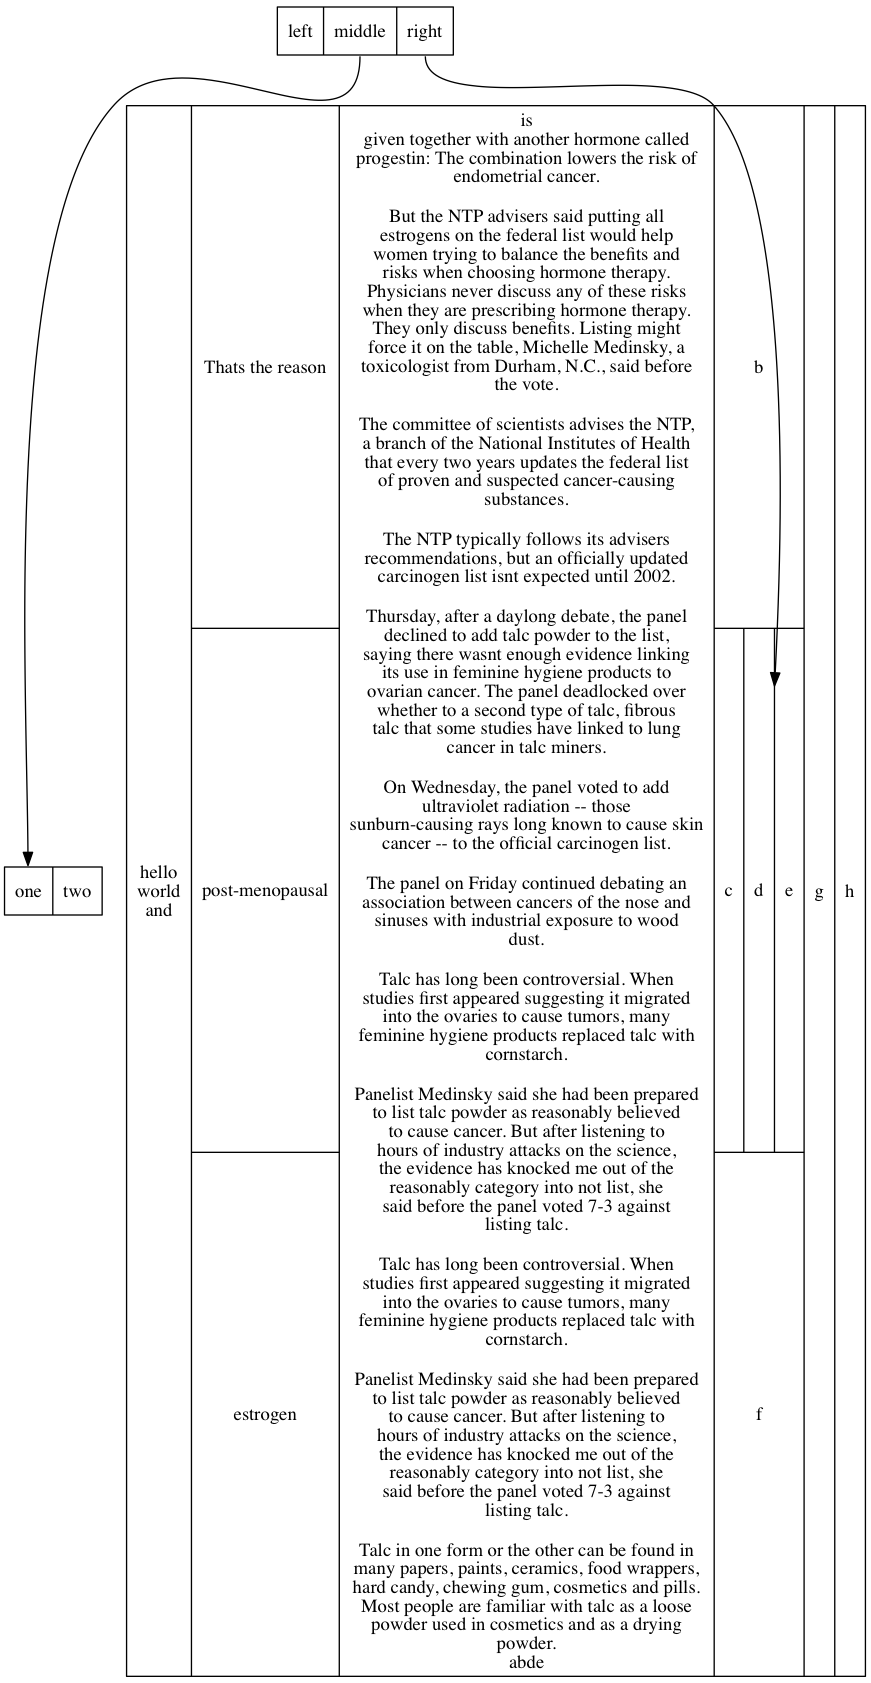 left middle right
one two
hello
world
and
Thats the reason
post-menopausal
estrogen
is
given together with another hormone called
progestin: The combination lowers the risk of
endometrial cancer.
But the NTP advisers said putting all
estrogens on the federal list would help
women trying to balance the benefits and
risks when choosing hormone therapy.
Physicians never discuss any of these risks
when they are prescribing hormone therapy.
They only discuss benefits. Listing might
force it on the table, Michelle Medinsky, a
toxicologist from Durham, N.C., said before
the vote.
The committee of scientists advises the NTP,
a branch of the National Institutes of Health
that every two years updates the federal list
of proven and suspected cancer-causing
substances.
The NTP typically follows its advisers
recommendations, but an officially updated
carcinogen list isnt expected until 2002.
Thursday, after a daylong debate, the panel
declined to add talc powder to the list,
saying there wasnt enough evidence linking
its use in feminine hygiene products to
ovarian cancer. The panel deadlocked over
whether to a second type of talc, fibrous
talc that some studies have linked to lung
cancer in talc miners.
On Wednesday, the panel voted to add
ultraviolet radiation -- those
sunburn-causing rays long known to cause skin
cancer -- to the official carcinogen list.
The panel on Friday continued debating an
association between cancers of the nose and
sinuses with industrial exposure to wood
dust.
Talc has long been controversial. When
studies first appeared suggesting it migrated
into the ovaries to cause tumors, many
feminine hygiene products replaced talc with
cornstarch.
Panelist Medinsky said she had been prepared
to list talc powder as reasonably believed
to cause cancer. But after listening to
hours of industry attacks on the science,
the evidence has knocked me out of the
reasonably category into not list, she
said before the panel voted 7-3 against
listing talc.
Talc has long been controversial. When
studies first appeared suggesting it migrated
into the ovaries to cause tumors, many
feminine hygiene products replaced talc with
cornstarch.
Panelist Medinsky said she had been prepared
to list talc powder as reasonably believed
to cause cancer. But after listening to
hours of industry attacks on the science,
the evidence has knocked me out of the
reasonably category into not list, she
said before the panel voted 7-3 against
listing talc.
Talc in one form or the other can be found in
many papers, paints, ceramics, food wrappers,
hard candy, chewing gum, cosmetics and pills.
Most people are familiar with talc as a loose
powder used in cosmetics and as a drying
powder.
abde
b
c d e
f
g
h